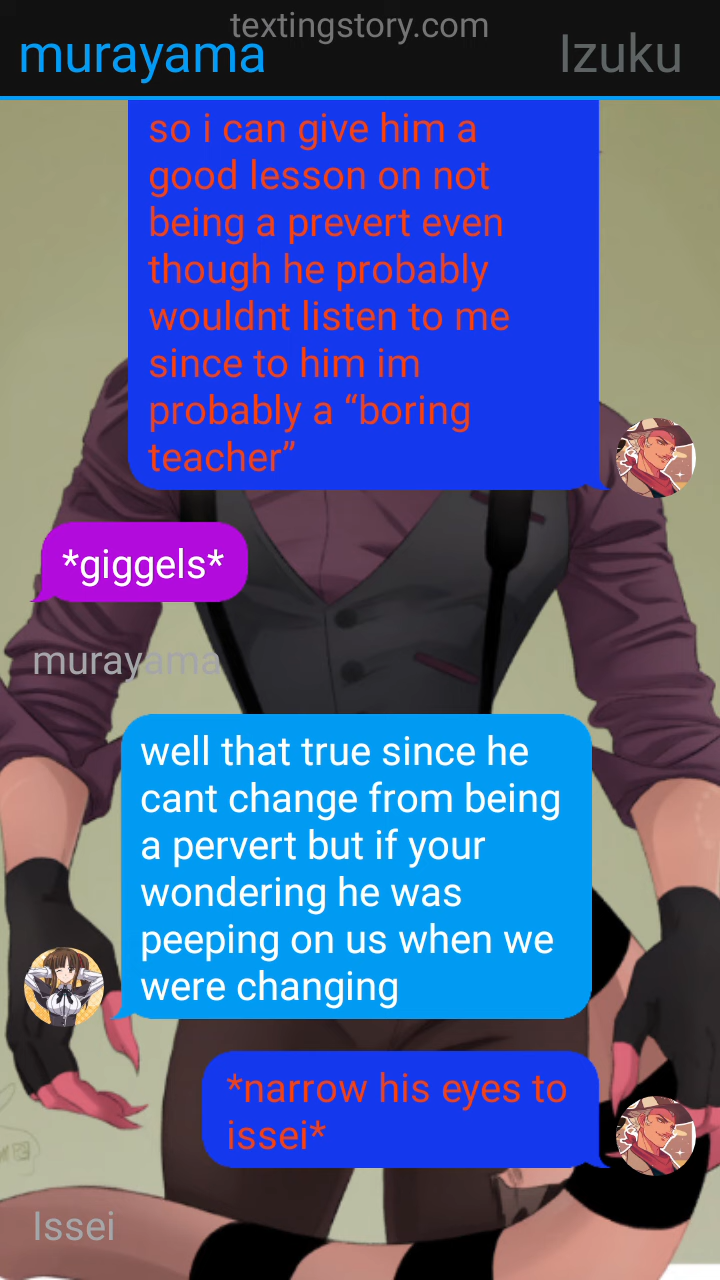 textingstory.com
murayama Izuku
so i can give him a
good lesson on not
being a prevert even
though he probably
wouldnt listen to me
since to him im
probably a “boring
teacher”
*giggels*
murayama
well that true since he
cant change from being
a pervert but if your
wondering he was
peeping on us when we
were changing
*narrow his eyes to
issei*
Issei